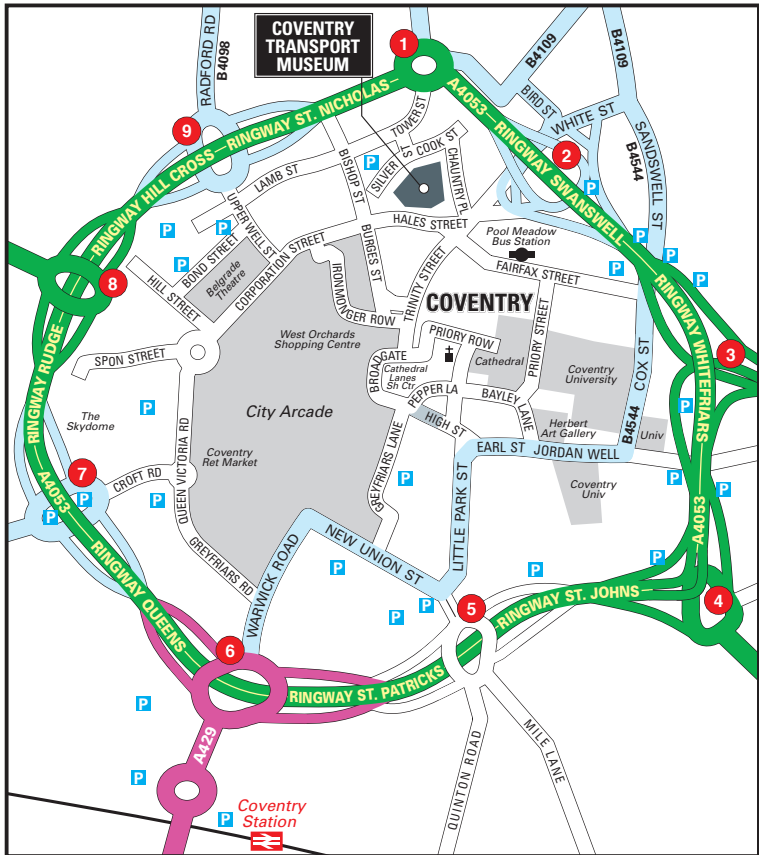 COVENTRY
TRANSPORT
MUSEUM
1
RADFORD RD
B4098
B4109
B4109
A4053
RINGWAY ST. NICHOLAS
TOWER ST
BIRD ST
WHITE ST
9
2
SILVER ST
COOK ST
P
LAMB ST
BISHOP ST
CHAUNTRY PL
SANDSWELL ST
B4544
RINGWAY HILL CROSS
RINGWAY SWANSWELL
P
UPPER WELL ST
HALES STREET
P
P
BOND STREET
CORPORATION STREET
BURGES ST
Pool Meadow
Bus Station
P
P
P
P
P
8
HILL STREET
Belgrade
Theatre
IRONMONGER ROW
TRINITY STREET
FAIRFAX STREET
COVENTRY
RINGWAY WHITEFRIARS
RINGWAY RUDGE
West Orchards
Shopping Centre
PRIORY ROW
PRIORY STREET
3
SPON STREET
BROADGATE
Cathedral
Lanes
Sh Ctr
Cathedral
Coventry
University
COX ST
PEPPER LA
BAYLEY LANE
P
P
The
Skydome
City Arcade
HIGH ST
Herbert
Art Gallery
Univ
B4544
QUEEN VICTORIA RD
Coventry
Ret Market
GREYFRIARS LANE
EARL ST
JORDAN WELL
7
CROFT RD
P
P
P
P
P
P
P
Coventry
Univ
A4053
LITTLE PARK ST
A4053
WARWICK ROAD
NEW UNION ST
GREYFRIARS RD
P
P
P
RINGWAY QUEENS
P
P
P
5
4
RINGWAY ST. JOHNS
6
RINGWAY ST. PATRICKS
P
A429
QUINTON ROAD
MILE LANE
P
P
Coventry
Station